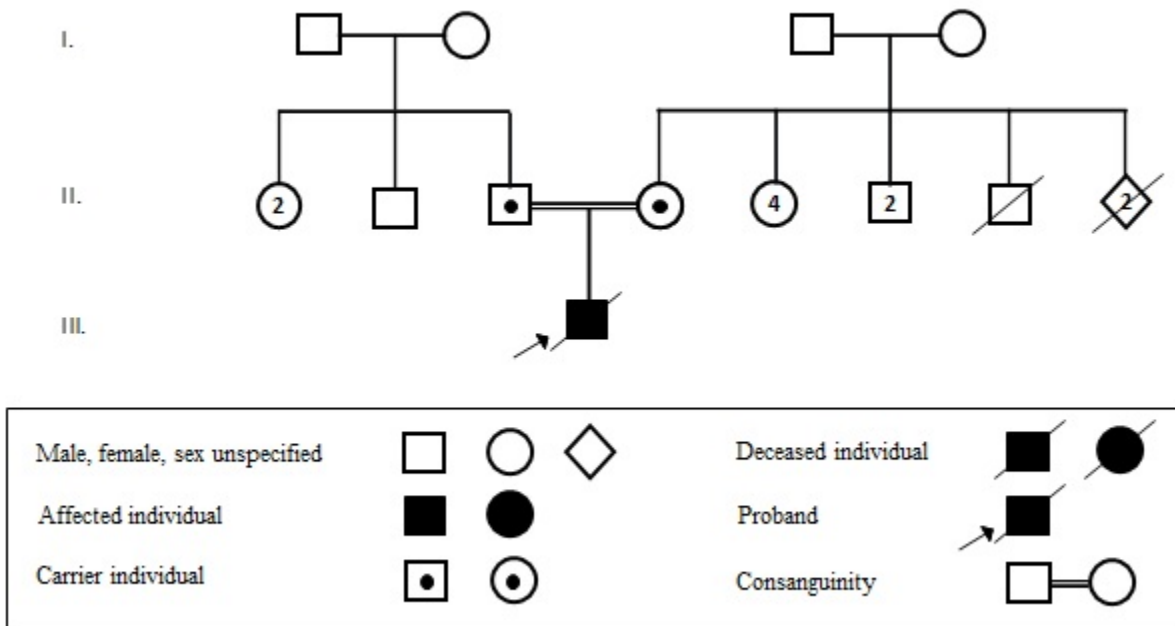 I.
II.
2
4
2
2
III.
Male, female, sex unspecified
Deceased individual
Affected individual
Proband
Carrier individual
Consanguinity